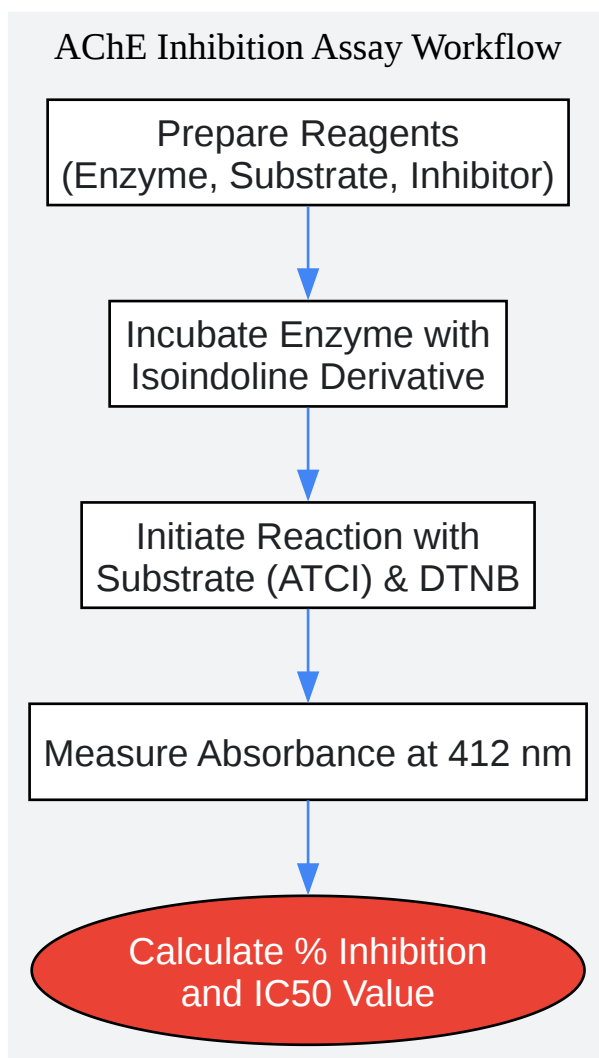 AChE Inhibition Assay Workflow
Prepare Reagents
(Enzyme, Substrate, Inhibitor)
Incubate Enzyme with
Isoindoline Derivative
Initiate Reaction with
Substrate (ATCI) & DTNB
Measure Absorbance at 412 nm
Calculate % Inhibition
and IC50 Value